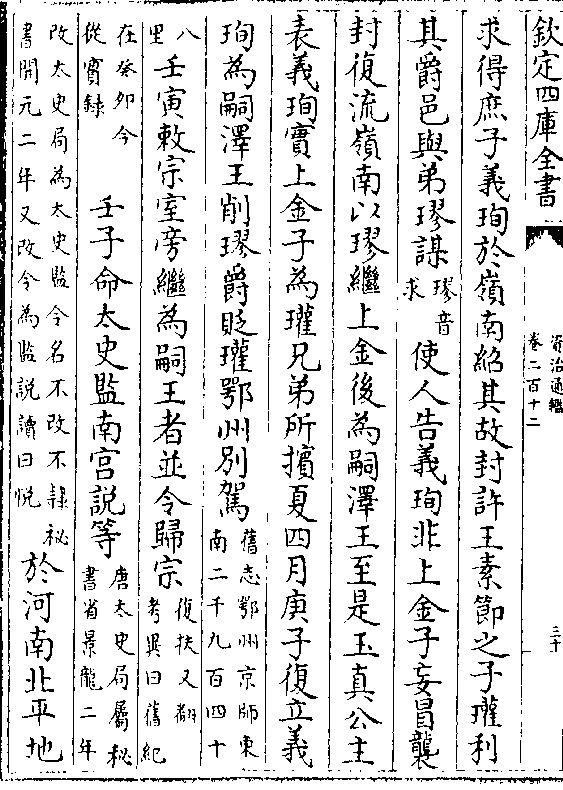 欽定四庫全書
資治通鑑
卷二百十二
三十
求得庶子義珣於嶺南紹其故封許王素節之子瓘利
其爵邑與弟璆謀璆音求使人告義珣非上金子妄冒襲
封復流嶺南以璆繼上金後為嗣澤王至是玉真公主
表義珣實上金子為瓘兄弟所擯夏四月庚子復立義
珣為嗣澤王削璆爵貶瓘鄂州别駕舊志鄂州京師東南二千九百四十
八里壬寅敕宗室旁繼為嗣王者並令歸宗復扶又翻考異曰舊紀
在癸夘今從實録壬子命太史監南宫説等唐太史局屬秘書省景龍二年於河南北平地
改太史局為太史監令名不改不隷祕
書開元二年又改令為監説讀曰悦